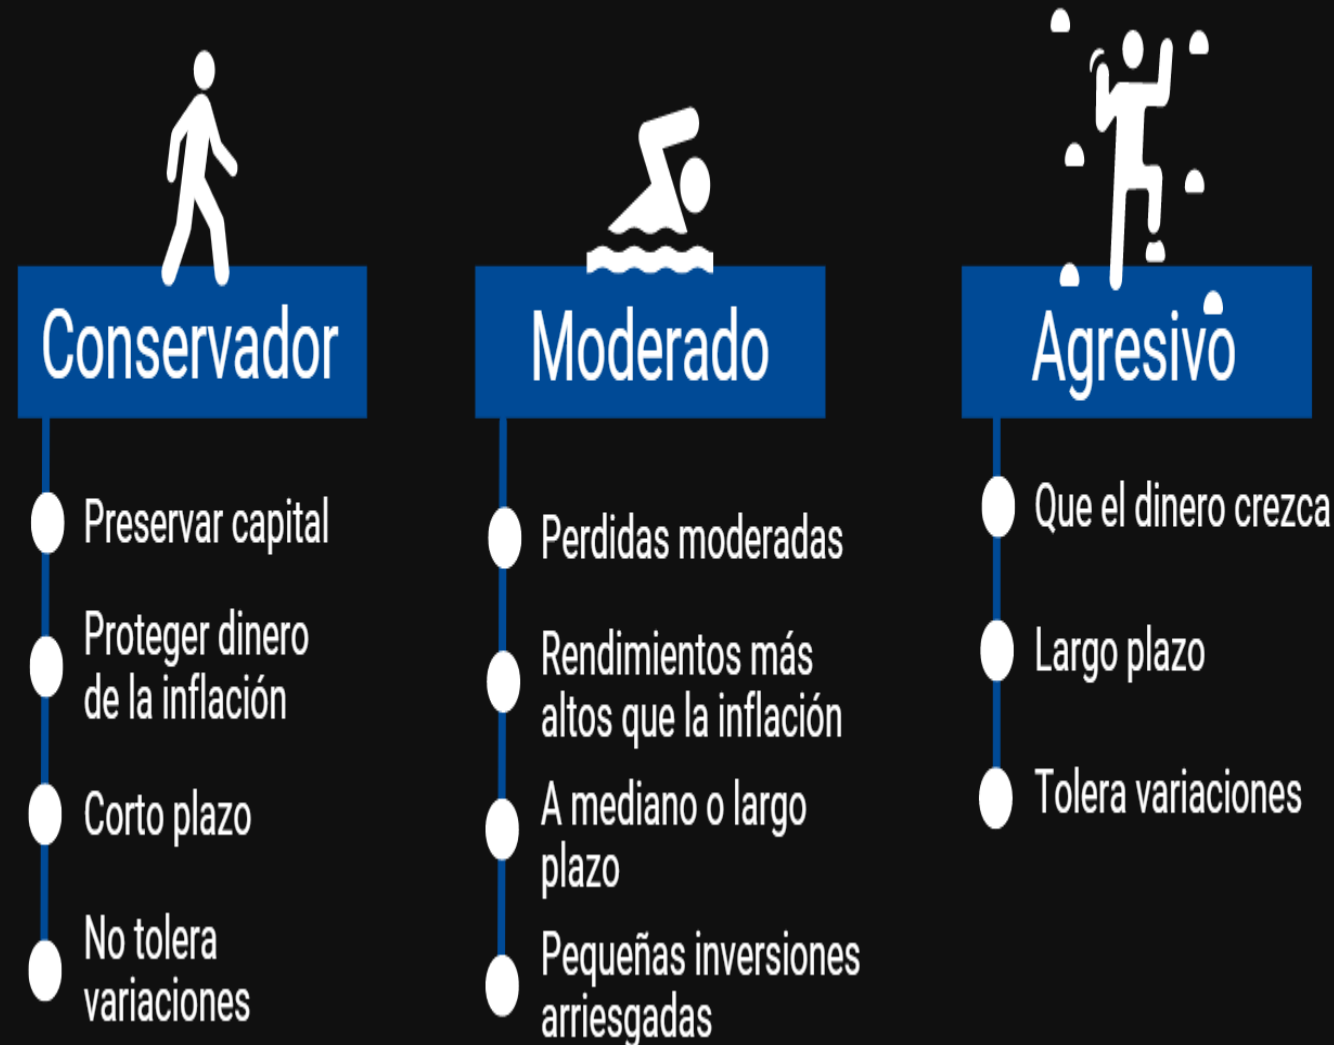 Conservador
Preservar capital
Proteger dinero
de la inflación
Corto plazo
No tolera
variaciones
Moderado
Perdidas moderadas
Rendimientos más
altos que la inflación
A mediano o largo
plazo
Pequeñas inversiones
arriesgadas
Agresivo
Que el dinero crezca
Largo plazo
Tolera variaciones